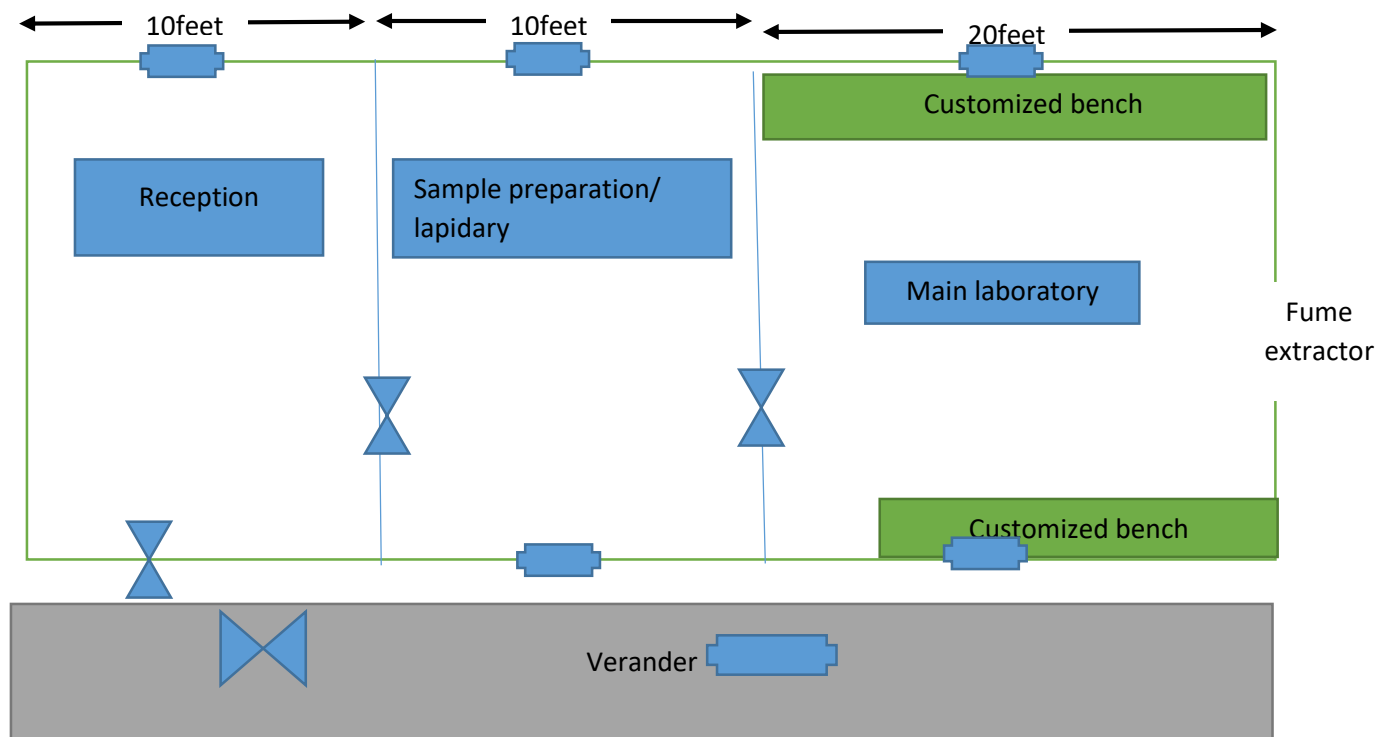 10feet
10feet
20feet
Customized bench
Reception
Sample preparation/
lapidary
Main laboratory
Fume
extractor
Customized bench
Verander